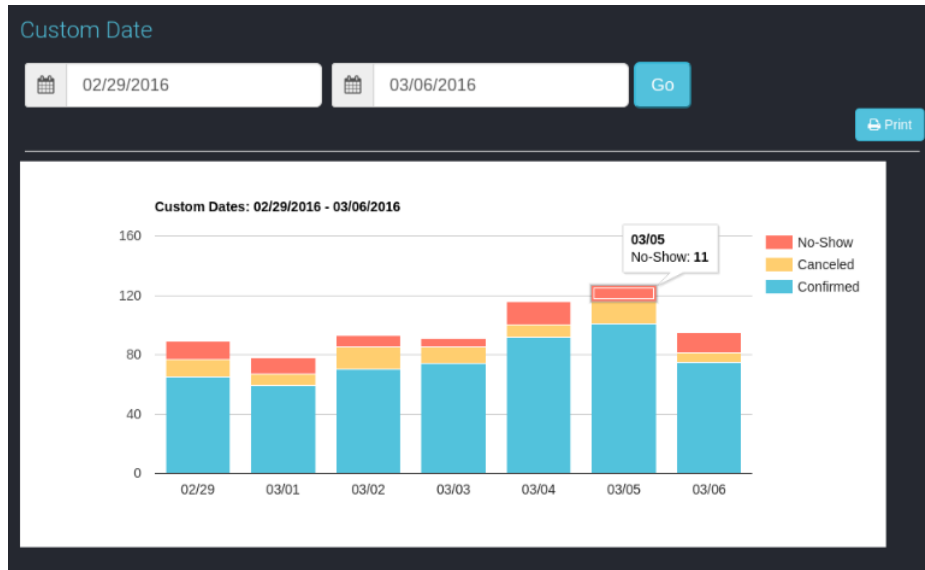 Custom Date
02/29/2016
03/06/2016
Go
Print
Custom Dates: 02/29/2016 - 03/06/2016
160
120
80
40
0
03/05
No-Show: 11
No-Show
Canceled
Confirmed
02/29
03/01
03/02
03/03
03/04
03/05
03/06